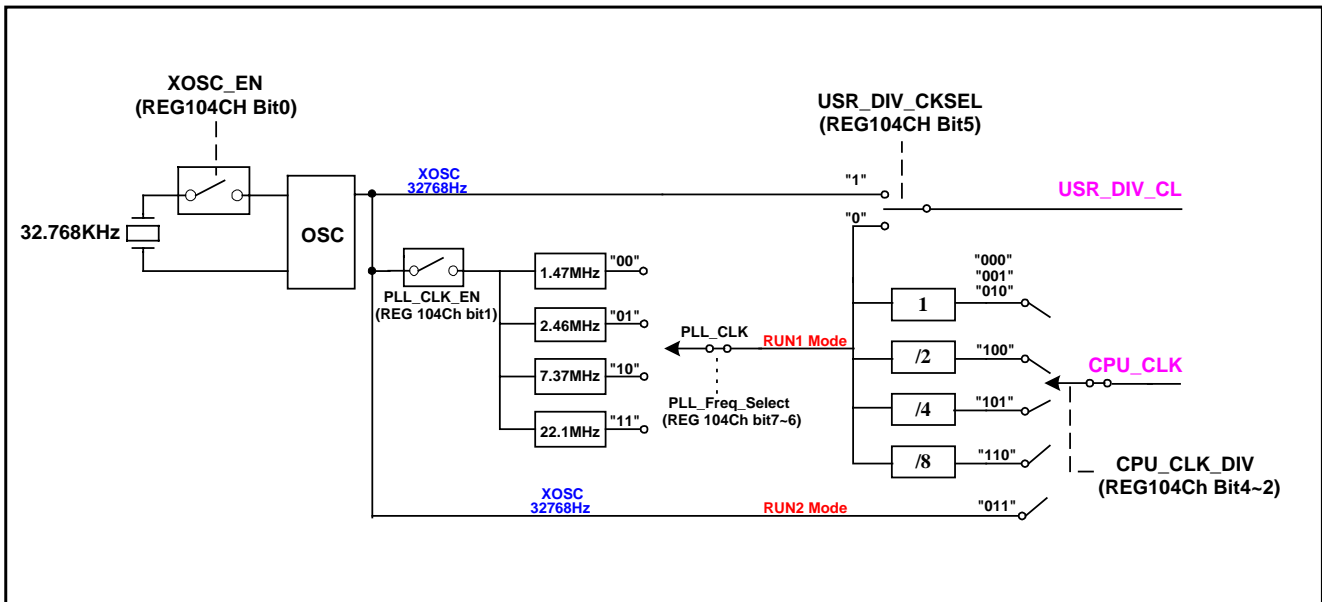 XOSC_EN
(REG104CH Bit0)
USR_DIV_CKSEL
(REG104CH Bit5)
XOSC
32768Hz
"1"
USR_DIV_CL
"0"
32.768KHz
OSC
PLL_CLK_EN
(REG 104Ch bit1)
1.47MHz
"00"
2.46MHz
"01"
7.37MHz
"10"
22.1MHz
"11"
PLL_CLK
RUN1 Mode
PLL_Freq_Select
(REG 104Ch bit7~6)
"000"
"001"
"010"
1
/2
"100"
/4
"101"
/8
"110"
CPU_CLK
CPU_CLK_DIV
(REG104Ch Bit4~2)
XOSC
32768Hz
RUN2 Mode
"011"